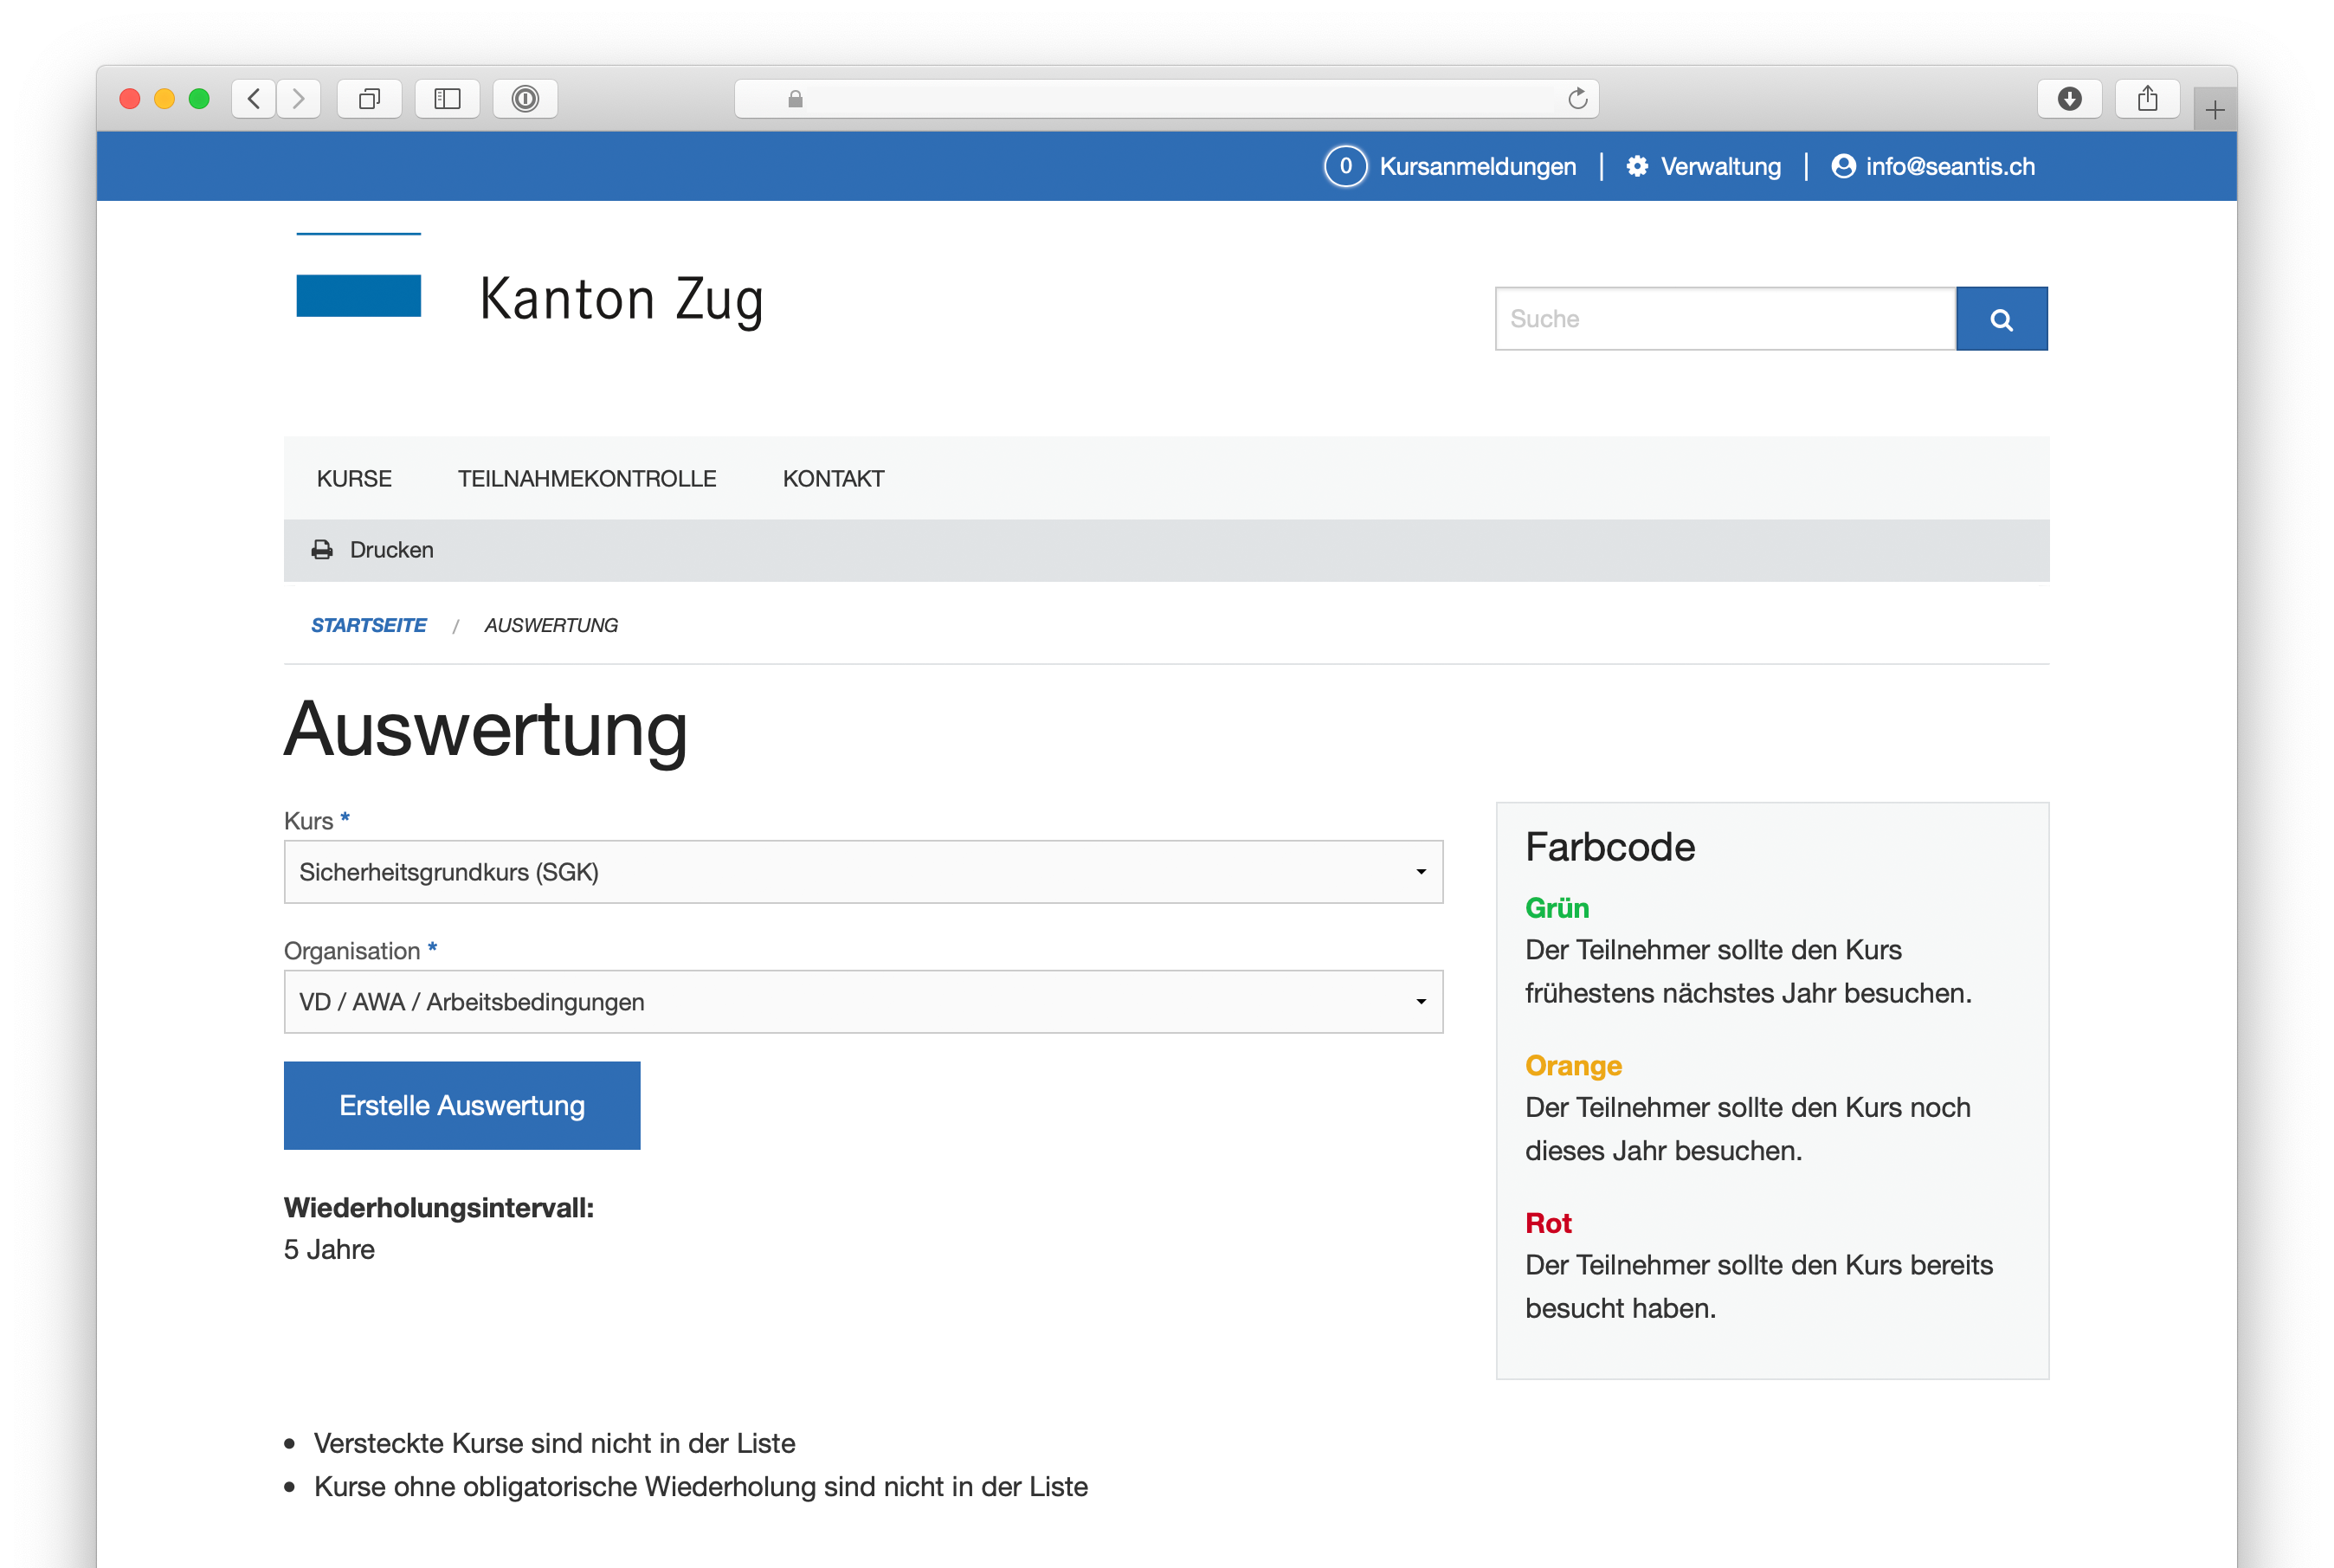 0 Kursanmeldungen | Verwaltung | info@seantis.ch
Kanton Zug
Suche
KURSE TEILNAHMEKONTROLLE KONTAKT
Drucken
STARTSEITE / AUSWERTUNG
Auswertung
Kurs *
Sicherheitsgrundkurs (SGK)
Organisation *
VD / AWA / Arbeitsbedingungen
Erstelle Auswertung
Wiederholungsintervall:
5 Jahre
Farbcode
Grün
Der Teilnehmer sollte den Kurs
frühestens nächstes Jahr besuchen.
Orange
Der Teilnehmer sollte den Kurs noch
dieses Jahr besuchen.
Rot
Der Teilnehmer sollte den Kurs bereits
besucht haben.
• Versteckte Kurse sind nicht in der Liste
• Kurse ohne obligatorische Wiederholung sind nicht in der Liste